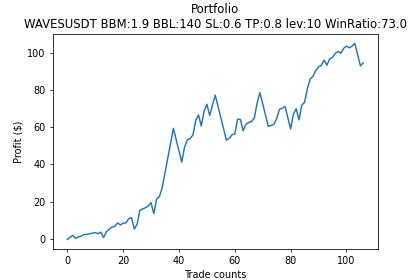 Portfolio
WAVESUSDT BBM:1.9 BBL:140 SL:0.6 TP:0.8 lev:10 WinRatio:73.0
100
80
60
40
20
0
Profit ($)
0 20 40 60 80 100
Trade counts